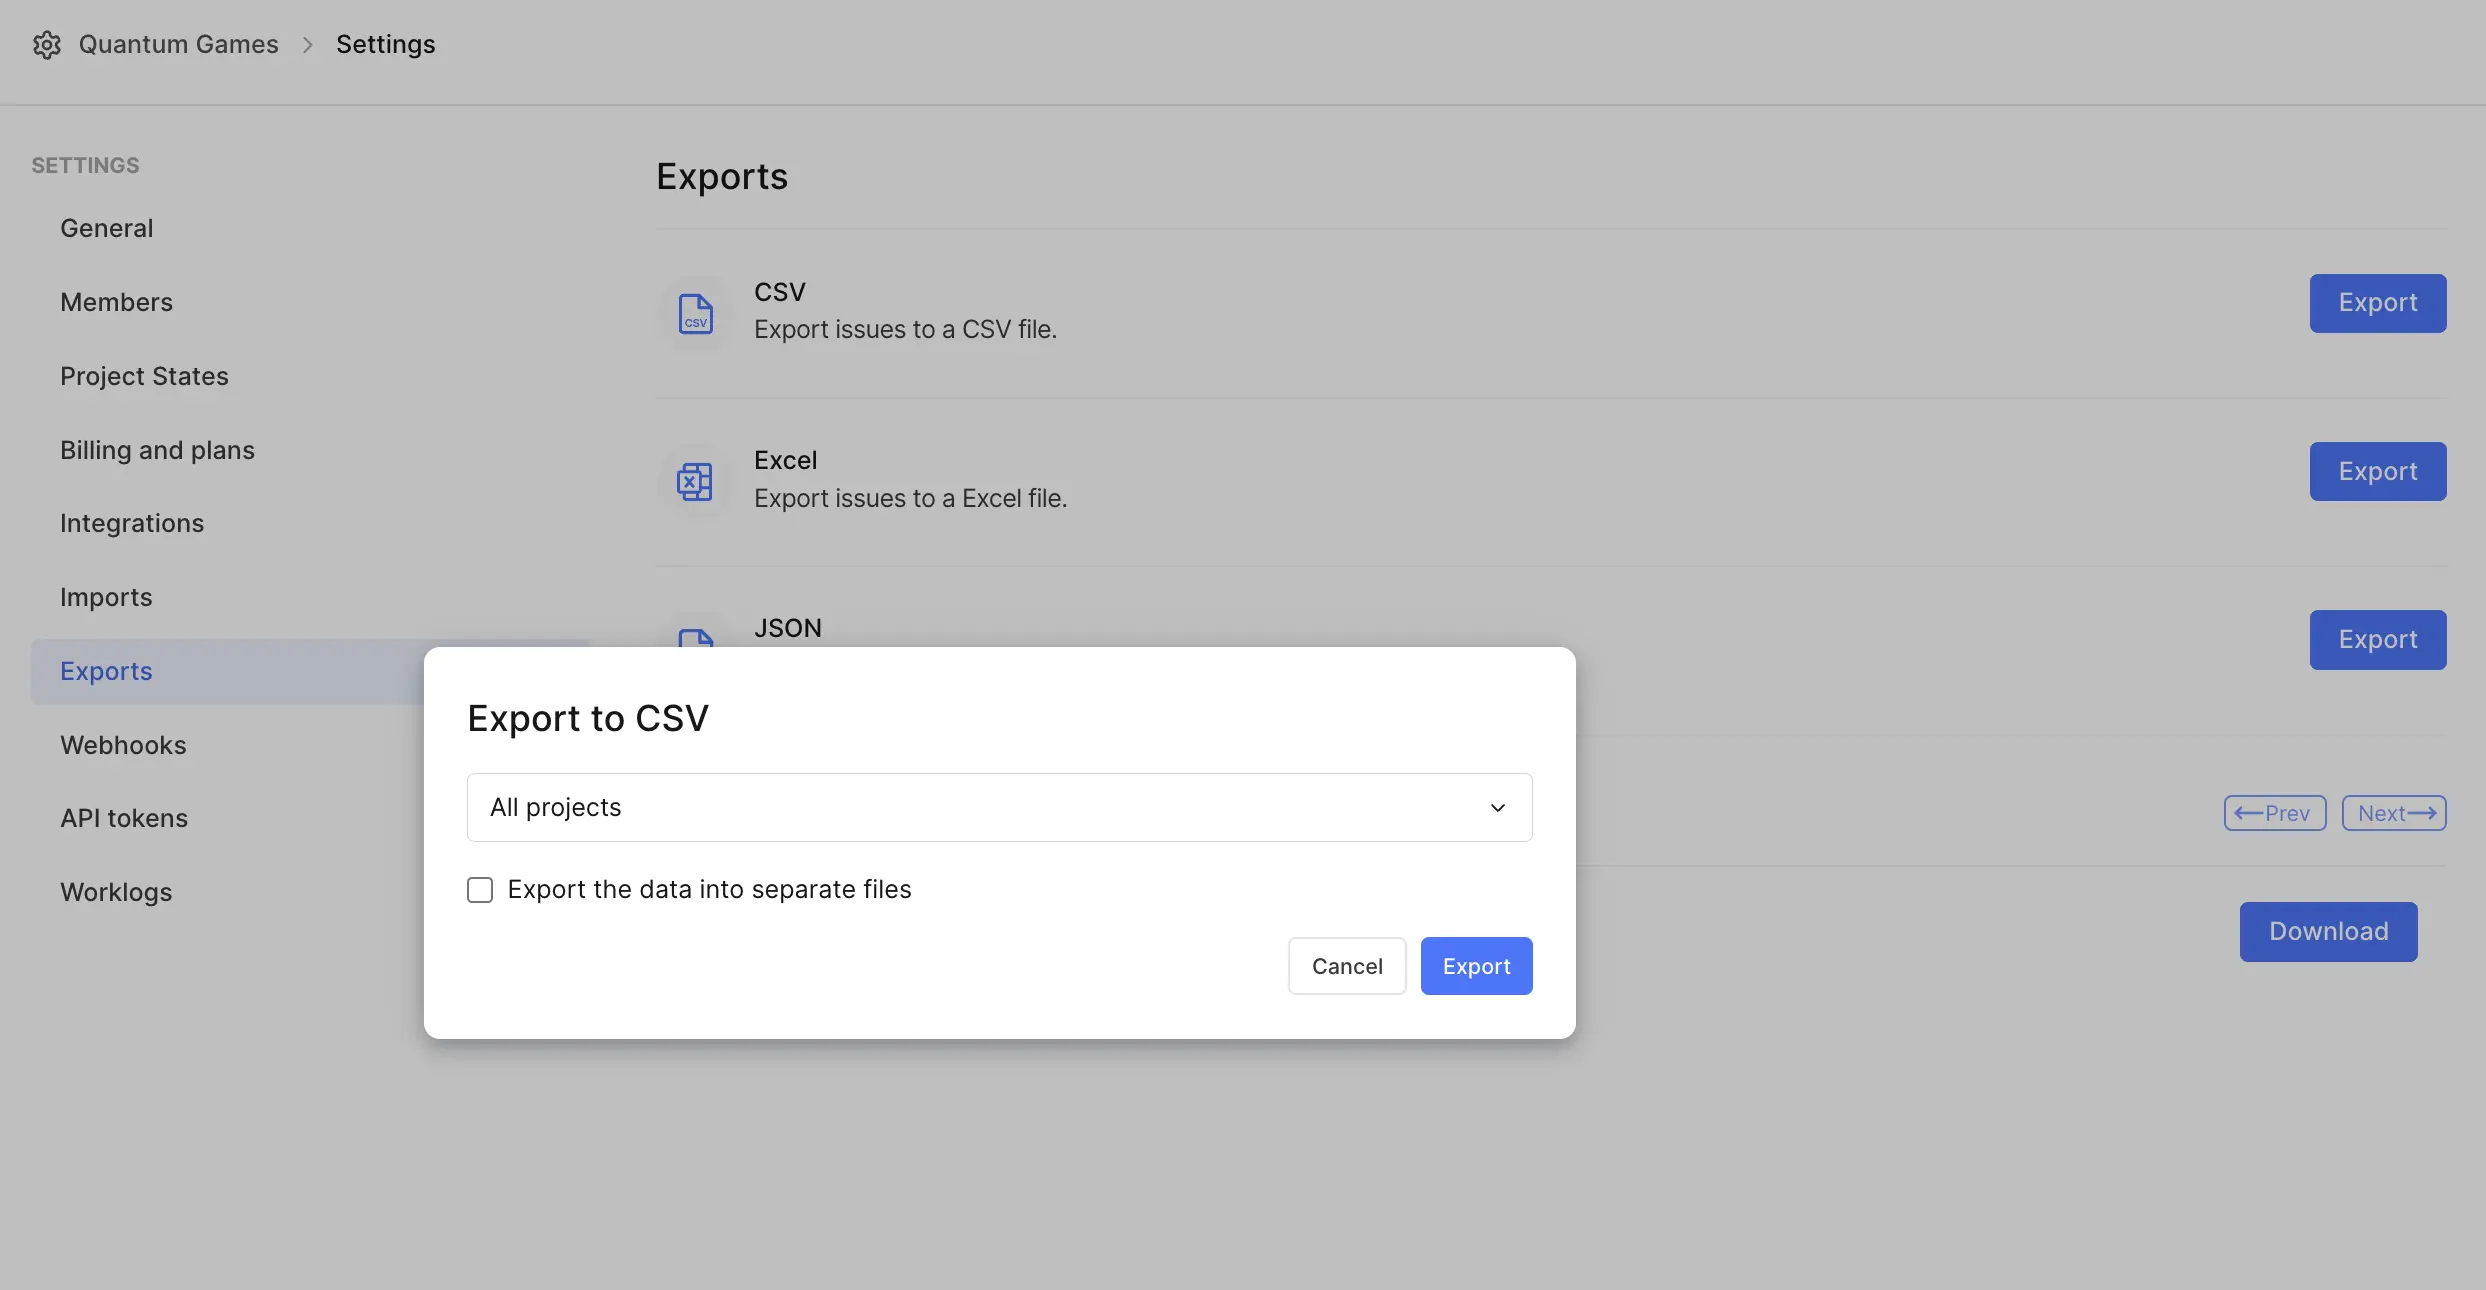 Quantum Games > Settings
SETTINGS
General
Members
Project States
Billing and plans
Integrations
Imports
Exports
Webhooks
API tokens
Worklogs
Exports
CSV
CSV
Export issues to a CSV file.
Export
Excel
Export issues to a Excel file.
Export
JSON
Export
←Prev
Next→
Download
Export to CSV
All projects
Export the data into separate files
Cancel
Export